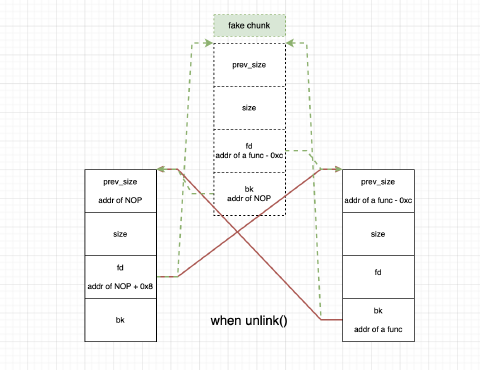 fake chunk
prev_size
size
fd
addr of a func - 0xc
bk
addr of NOP
prev_size
addr of NOP
size
fd
addr of NOP + 0x8
bk
prev_size
addr of a func - 0xc
size
fd
bk
addr of a func
when unlink()